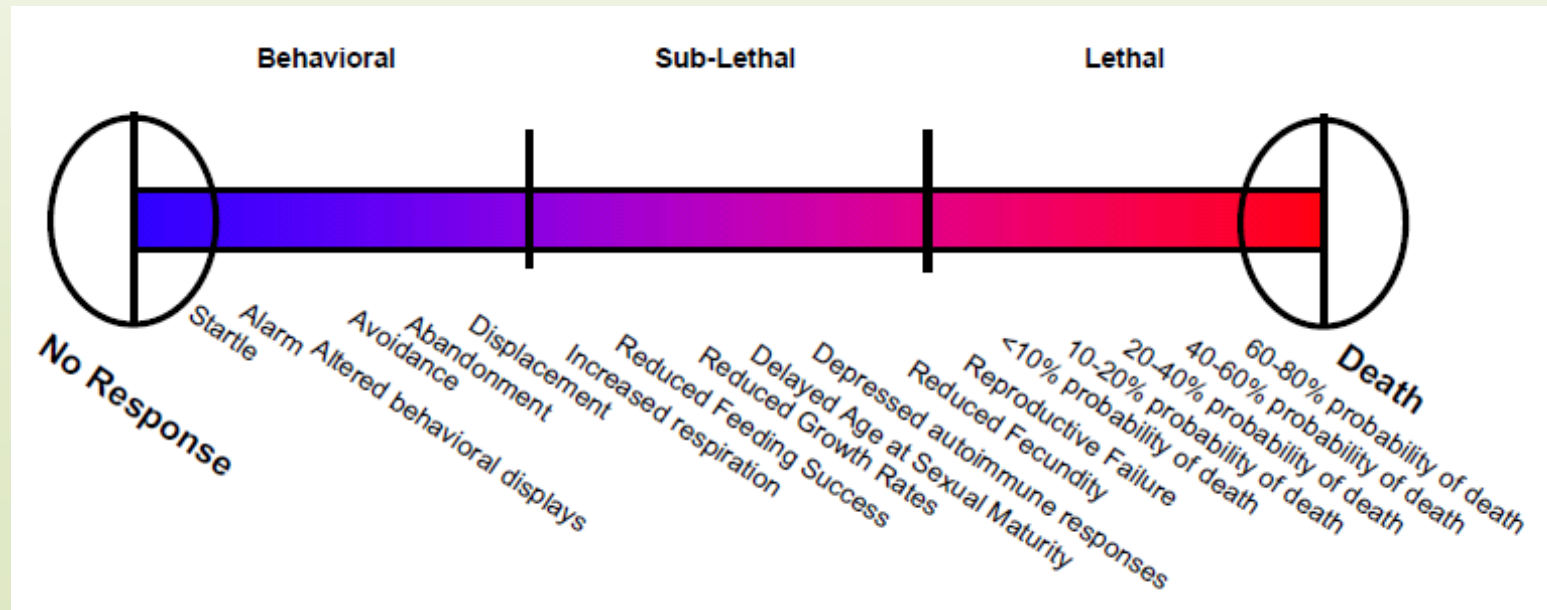 Behavioral
Sub-Lethal
Lethal
No Response
Startle
Alarm
Altered behavioral displays
Avoidance
Abandonment
Displacement
Increased respiration
Reduced Feeding Success
Reduced Growth Rates
Delayed Age at Sexual Maturity
Depressed autoimmune responses
Reduced Fecundity
Reproductive Failure
<10% probability of death
10-20% probability of death
20-40% probability of death
40-60% probability of death
60-80% probability of death
Death